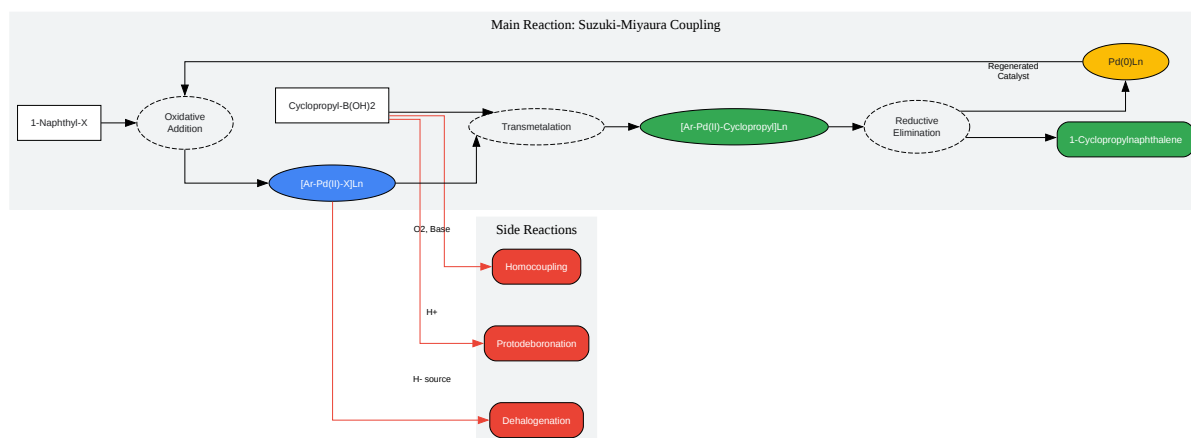 Main Reaction: Suzuki-Miyaura Coupling
Pd(0)Ln
Regenerated
Catalyst
1-Naphthyl-X
Oxidative
Addition
Cyclopropyl-B(OH)2
Transmetalation
[Ar-Pd(II)-Cyclopropyl]Ln
Reductive
Elimination
1-Cyclopropylnaphthalene
[Ar-Pd(II)-X]Ln
O2, Base
Side Reactions
Homocoupling
H+
Protodeboronation
H- source
Dehalogenation